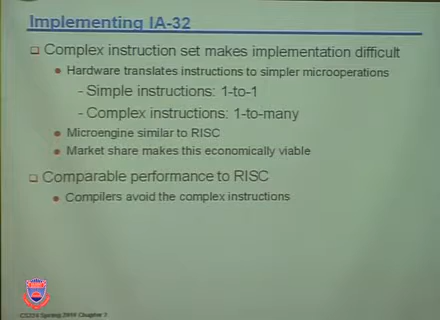 Implementing IA-32
Complex instruction set makes implementation difficult
Hardware translates instructions to simpler microoperations
- Simple instructions: 1-to-1
- Complex instructions: 1-to-many
Microengine similar to RISC
Market share makes this economically viable
Comparable performance to RISC
Compilers avoid the complex instructions
Spring Chapter